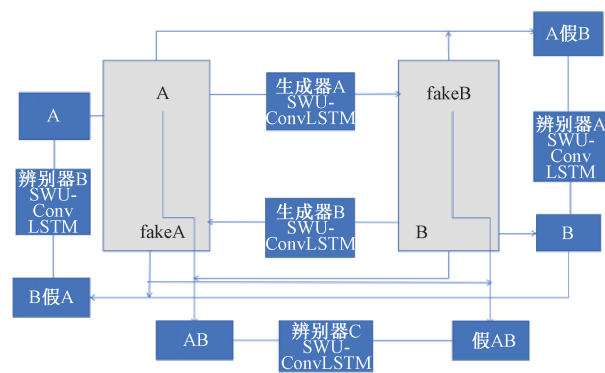 A假B
A
生成器A
SWU-
ConvLSTM
fakeB
A
辨别器A
SWU-
Conv
LSTM
辨别器B
SWU-
Conv
LSTM
fakeA
生成器B
SWU-
ConvLSTM
B
B
B假A
AB
辨别器C
SWU-
ConvLSTM
假AB